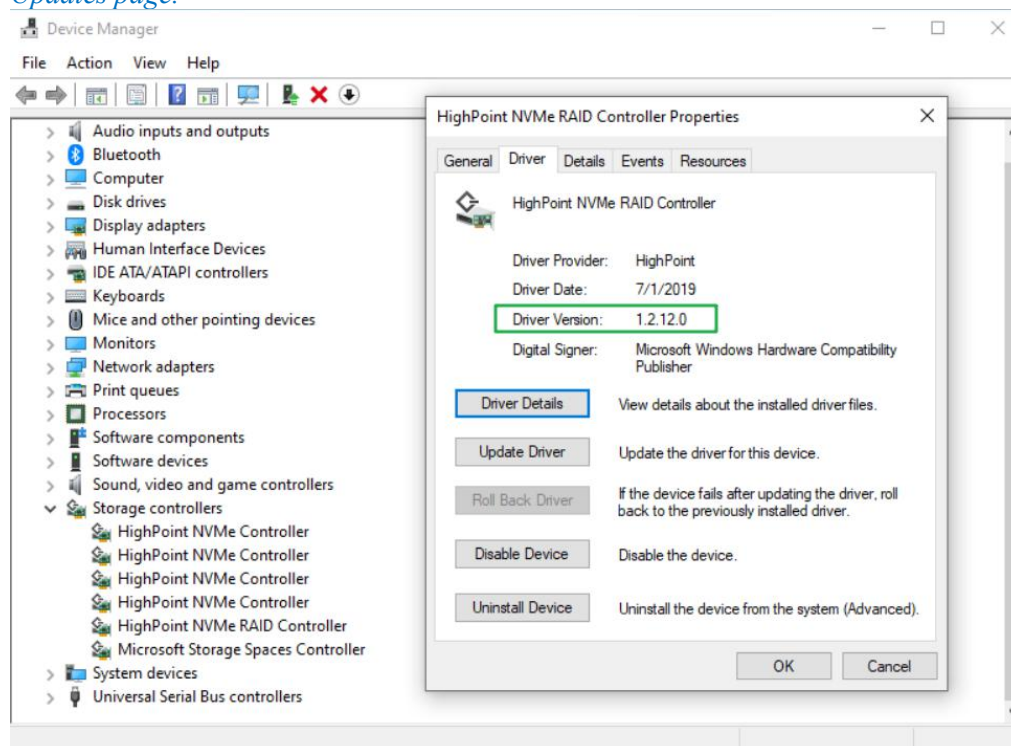 Updates page.
Device Manager
File Action View Help
Audio inputs and outputs
Bluetooth
Computer
Disk drives
Display adapters
Human Interface Devices
IDE ATA/ATAPI controllers
Keyboards
Mice and other pointing devices
Monitors
Network adapters
Print queues
Processors
Software components
Software devices
Sound, video and game controllers
Storage controllers
HighPoint NVMe Controller
HighPoint NVMe Controller
HighPoint NVMe Controller
HighPoint NVMe Controller
HighPoint NVMe RAID Controller
Microsoft Storage Spaces Controller
System devices
Universal Serial Bus controllers
HighPoint NVMe RAID Controller Properties
General Driver Details Events Resources
HighPoint NVMe RAID Controller
Driver Provider: HighPoint
Driver Date: 7/1/2019
Driver Version: 1.2.12.0
Digital Signer: Microsoft Windows Hardware Compatibility
Publisher
Driver Details View details about the installed driver files.
Update Driver Update the driver for this device.
Roll Back Driver If the device fails after updating the driver, roll
back to the previously installed driver.
Disable Device Disable the device.
Uninstall Device Uninstall the device from the system (Advanced).
OK Cancel